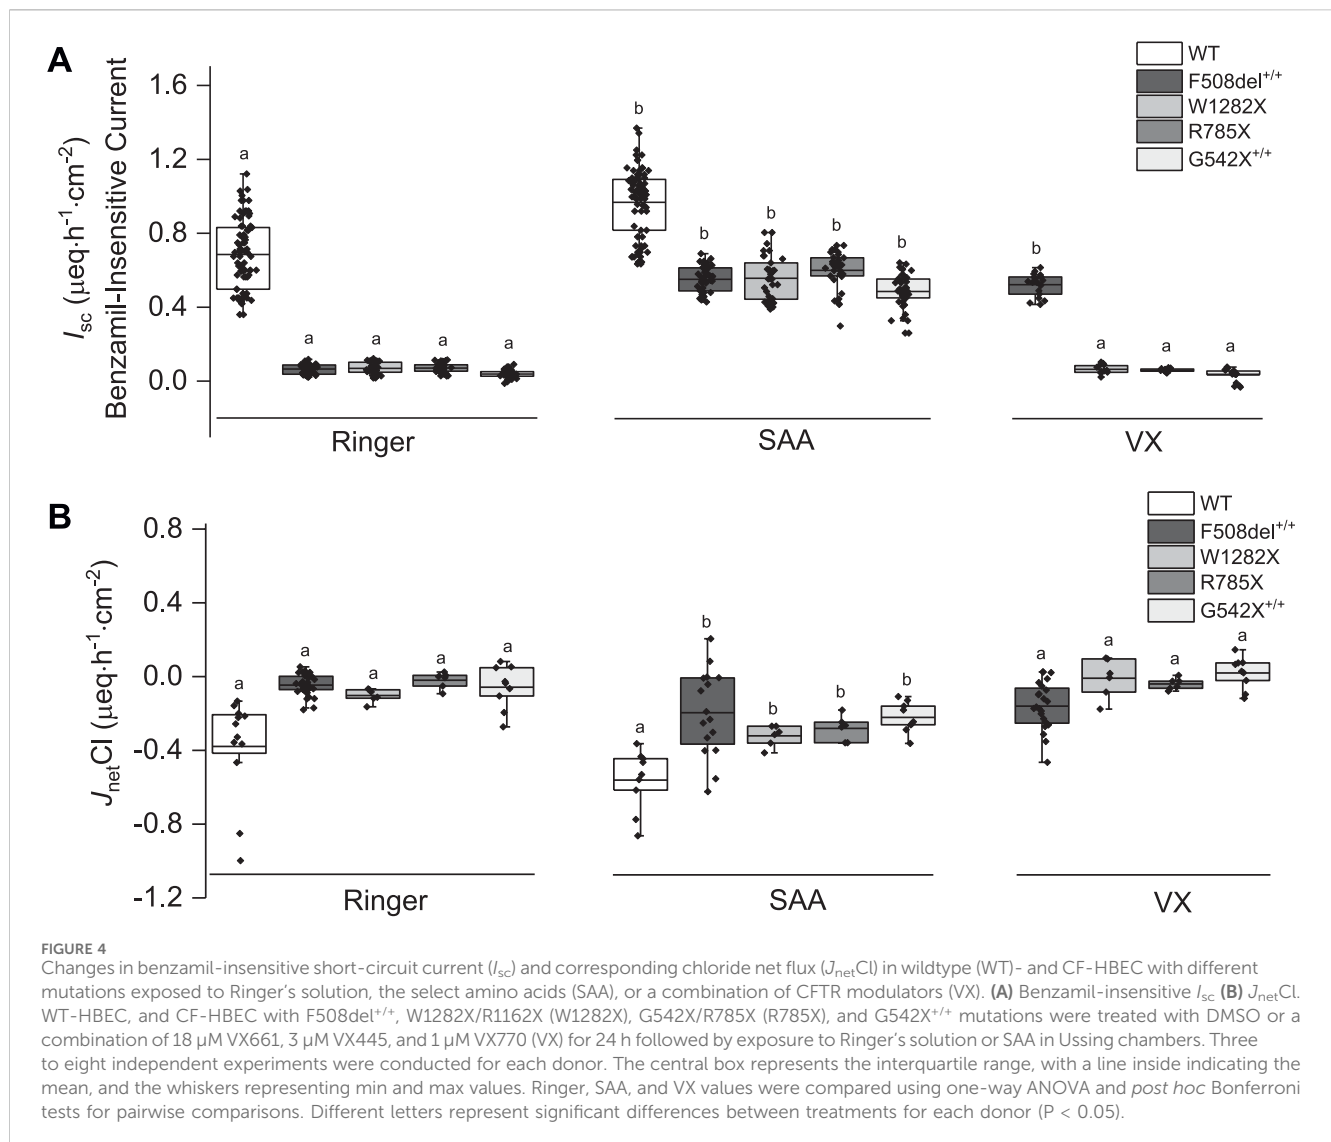 A
1.6
1.2
0.8
0.4
0.0
Isc (µeq·h⁻¹·cm⁻²)
Benzamil-Insensitive Current
WT
F508del+/+
W1282X
R785X
G542X+/+
a
a
a
a
a
b
b
b
b
b
b
a
a
a
Ringer
SAA
VX
B
0.8
0.4
0.0
-0.4
-0.8
-1.2
JnetCl (µeq·h⁻¹·cm⁻²)
WT
F508del+/+
W1282X
R785X
G542X+/+
a
a
a
a
a
a
b
b
b
b
a
a
a
a
Ringer
SAA
VX
FIGURE 4
Changes in benzamil-insensitive short-circuit current (Isc) and corresponding chloride net flux (JnetCl) in wildtype (WT)- and CF-HBEC with different
mutations exposed to Ringer's solution, the select amino acids (SAA), or a combination of CFTR modulators (VX). (A) Benzamil-insensitive Isc (B) JnetCl.
WT-HBEC, and CF-HBEC with F508del+/+, W1282X/R1162X (W1282X), G542X/R785X (R785X), and G542X+/+ mutations were treated with DMSO or a
combination of 18 µM VX661, 3 µM VX445, and 1 µM VX770 (VX) for 24 h followed by exposure to Ringer's solution or SAA in Ussing chambers. Three
to eight independent experiments were conducted for each donor. The central box represents the interquartile range, with a line inside indicating the
mean, and the whiskers representing min and max values. Ringer, SAA, and VX values were compared using one-way ANOVA and post hoc Bonferroni
tests for pairwise comparisons. Different letters represent significant differences between treatments for each donor (P < 0.05).